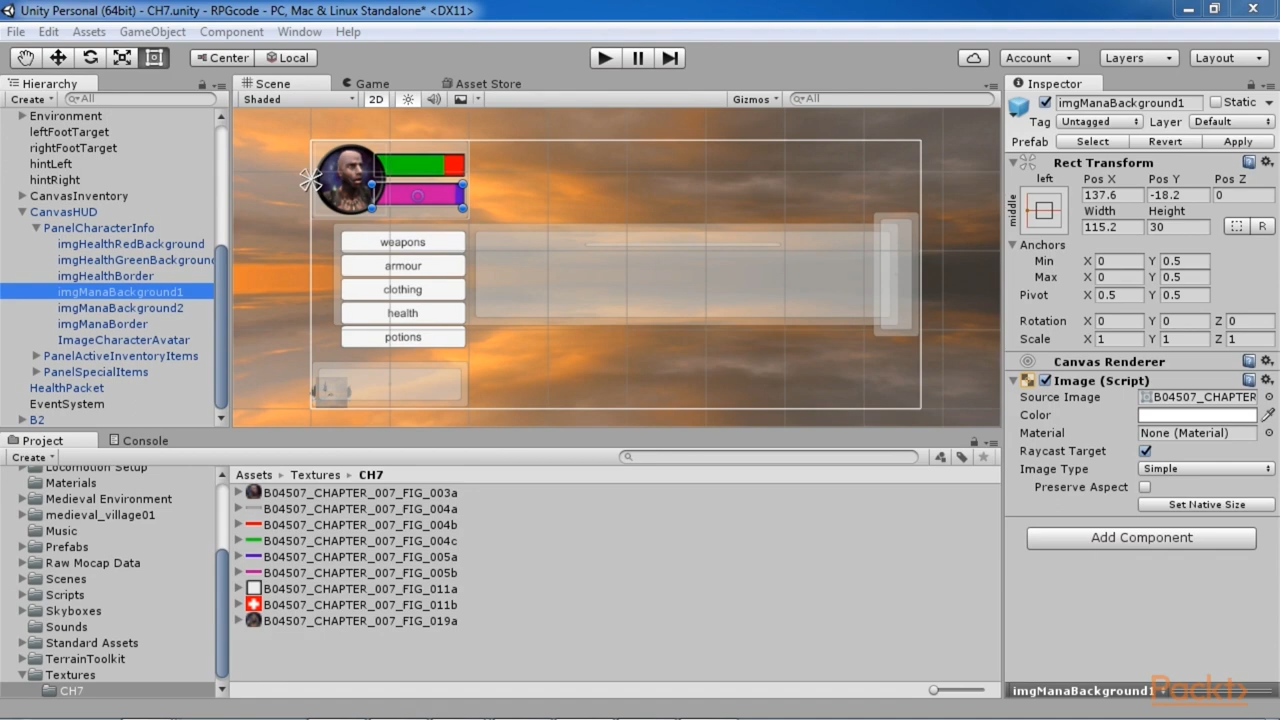 Unity Personal (64bit) - CH7.unity - RPGcode - PC, Mac & Linux Standalone* <DX11>
File Edit Assets GameObject Component Window Help
Center Local Account Layers Layout
Hierarchy Scene Game Asset Store Inspector
Create All Shaded 2D Gizmos All imgManaBackground1 Static
Environment Tag Untagged Layer Default
leftFootTarget
rightFootTarget Prefab Select Revert Apply
hintLeft Rect Transform
hintRight left Pos X Pos Y Pos Z
CanvasInventory middle 137.6 -18.2 0
CanvasHUD Width Height
PanelCharacterInfo 115.2 30 R
imgHealthRedBackground weapons Anchors
imgHealthGreenBackground armour Min X 0 Y 0.5
imgHealthBorder Max X 0 Y 0.5
imgManaBackground1 clothing Pivot X 0.5 Y 0.5
imgManaBackground2 health Rotation X 0 Y 0 Z 0
imgManaBorder potions Scale X 1 Y 1 Z 1
ImageCharacterAvatar
PanelActiveInventoryItems Canvas Renderer
PanelSpecialItems Image (Script)
HealthPacket Source Image B04507_CHAPTER
EventSystem Color
B2 Material None (Material)
Project Console Raycast Target
Create Image Type Simple
Locomotion Setup Assets Textures CH7 Preserve Aspect
Materials B04507_CHAPTER_007_FIG_003a Set Native Size
Medieval Environment B04507_CHAPTER_007_FIG_004a
medieval_village01 B04507_CHAPTER_007_FIG_004b
Music B04507_CHAPTER_007_FIG_004c Add Component
Prefabs B04507_CHAPTER_007_FIG_005a
Raw Mocap Data B04507_CHAPTER_007_FIG_005b
Scenes B04507_CHAPTER_007_FIG_011a
Scripts B04507_CHAPTER_007_FIG_011b
Skyboxes B04507_CHAPTER_007_FIG_019a
Sounds
Standard Assets
TerrainToolkit
Textures
CH7 imgManaBackground1 Packt>